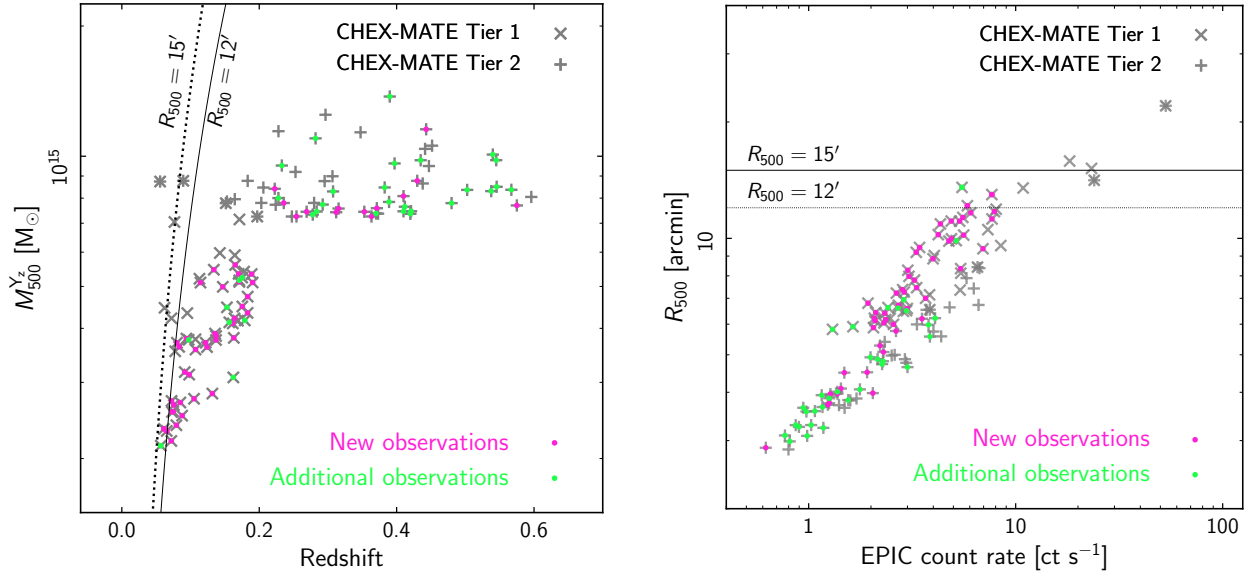 CHEX-MATE Tier 1
CHEX-MATE Tier 2
R500 = 15′
R500 = 12′
10^15
M_500^{Y_z} [M⊙]
New observations
Additional observations
0.0 0.2 0.4 0.6
Redshift
CHEX-MATE Tier 1
CHEX-MATE Tier 2
R500 = 15′
R500 = 12′
10
R500 [arcmin]
New observations
Additional observations
1 10 100
EPIC count rate [ct s⁻¹]